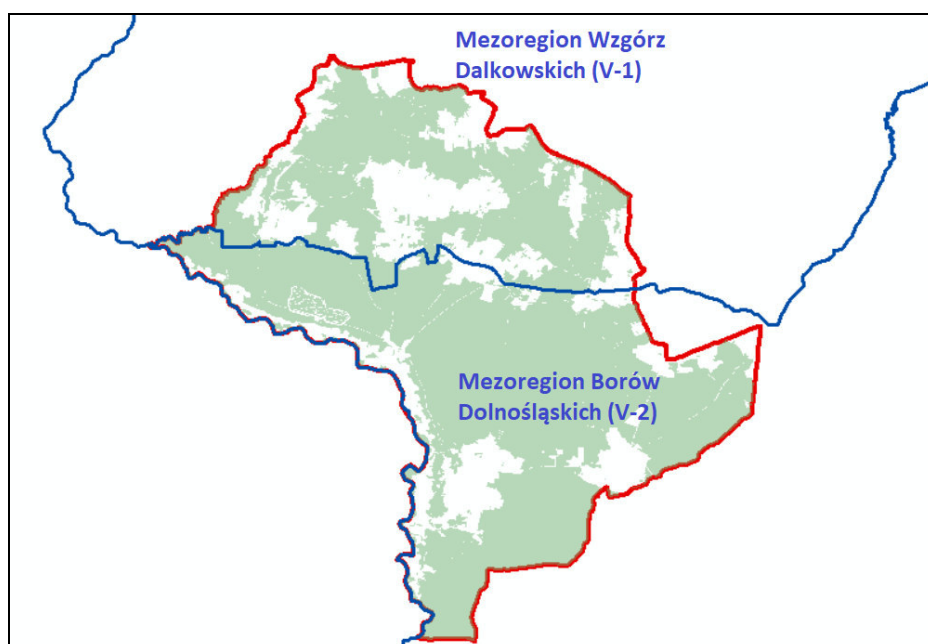 Mezoregion Wzgórz
Dalkowskich (V-1)
Mezoregion Borów
Dolnośląskich (V-2)